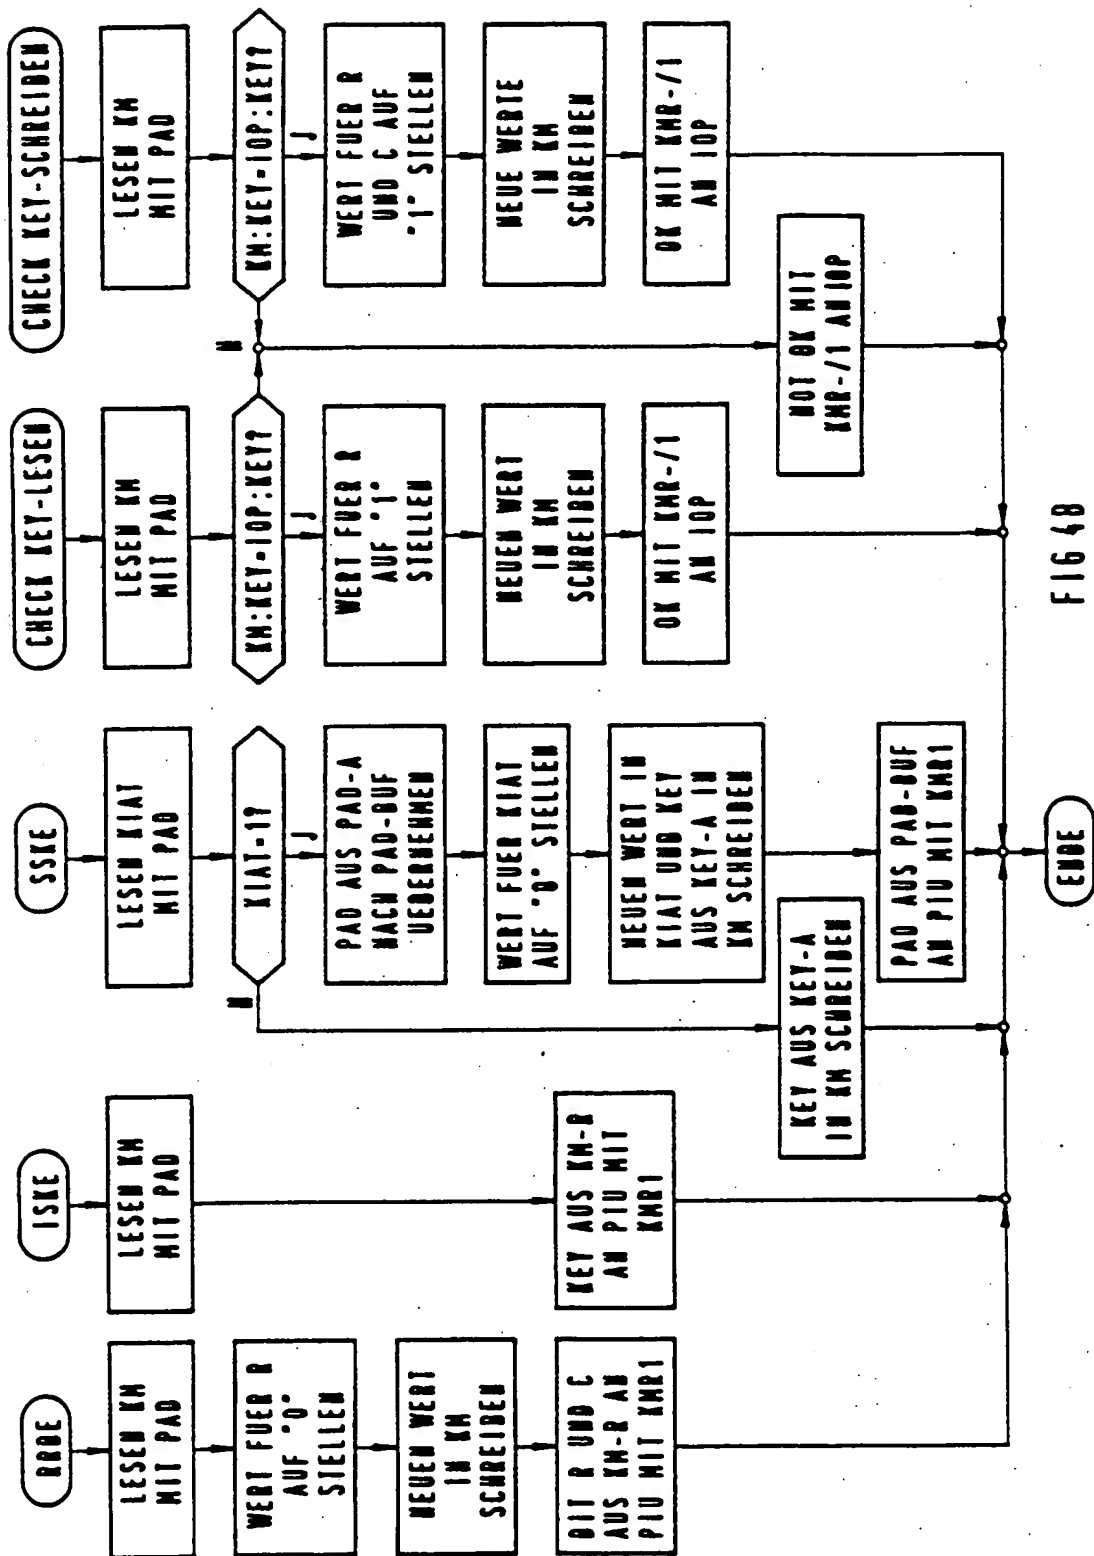 RRBE
LESEN KM
MIT PAD
WERT FUER R
AUF "0"
STELLEN
NEUEN WERT
IN KM
SCHREIBEN
BIT R UND C
AUS KM-R AN
PIU MIT KMR1
ISKE
LESEN KM
MIT PAD
KEY AUS KM-R
AN PIU MIT
KMR1
SSKE
LESEN KIAT
MIT PAD
KIAT=1?
N
J
PAD AUS PAD-A
NACH PAD-BUF
UEBERNEHMEN
WERT FUER KIAT
AUF "0" STELLEN
NEUEN WERT IN
KIAT UND KEY
AUS KEY-A IN
KM SCHREIBEN
KEY AUS KEY-A
IN KM SCHREIBEN
PAD AUS PAD-BUF
AN PIU MIT KMR1
CHECK KEY-LESEN
LESEN KM
MIT PAD
KM:KEY=IOP:KEY?
N
J
WERT FUER R
AUF "1"
STELLEN
NEUEN WERT
IN KM
SCHREIBEN
OK MIT KMR-/1
AN IOP
CHECK KEY-SCHREIBEN
LESEN KM
MIT PAD
KM:KEY=IOP:KEY?
J
WERT FUER R
UND C AUF
"1" STELLEN
NEUE WERTE
IN KM
SCHREIBEN
OK MIT KMR-/1
AN IOP
NOT OK MIT
KMR-/1 AN IOP
ENDE
FIG 4B